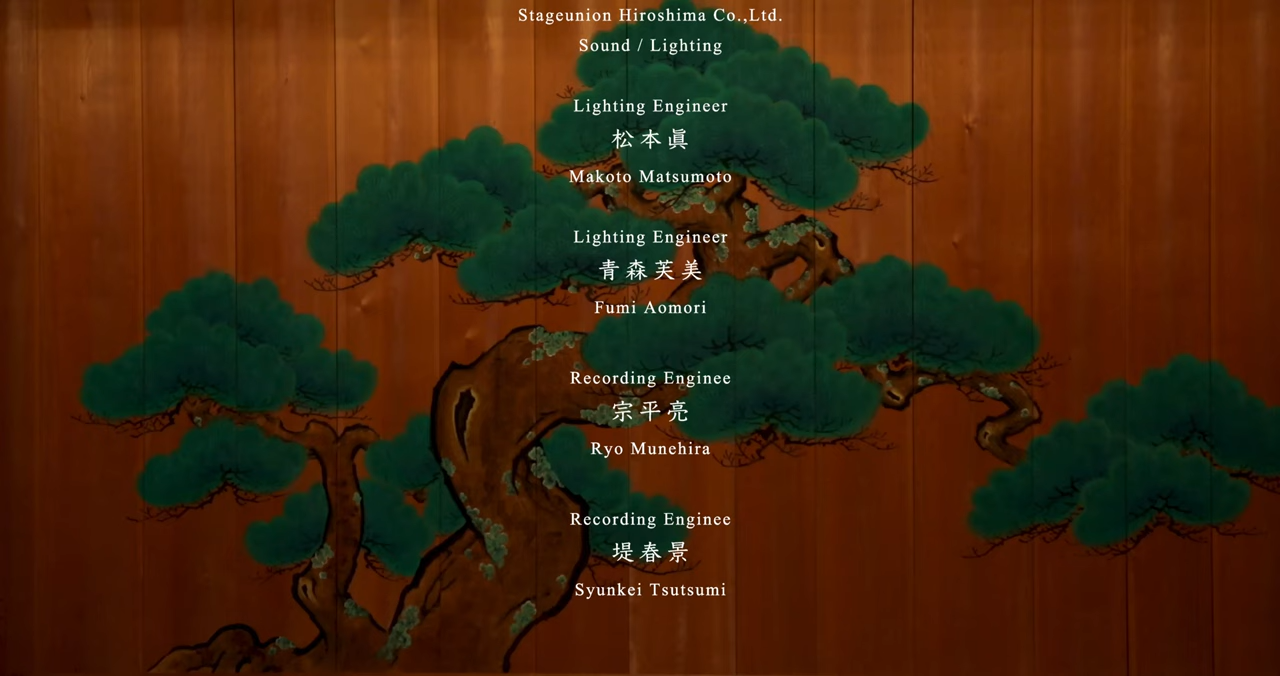 Stageunion Hiroshima Co.,Ltd.
Sound / Lighting
Lighting Engineer
松本眞
Makoto Matsumoto
Lighting Engineer
青森芙美
Fumi Aomori
Recording Enginee
宗平亮
Ryo Munehira
Recording Enginee
堤春景
Syunkei Tsutsumi